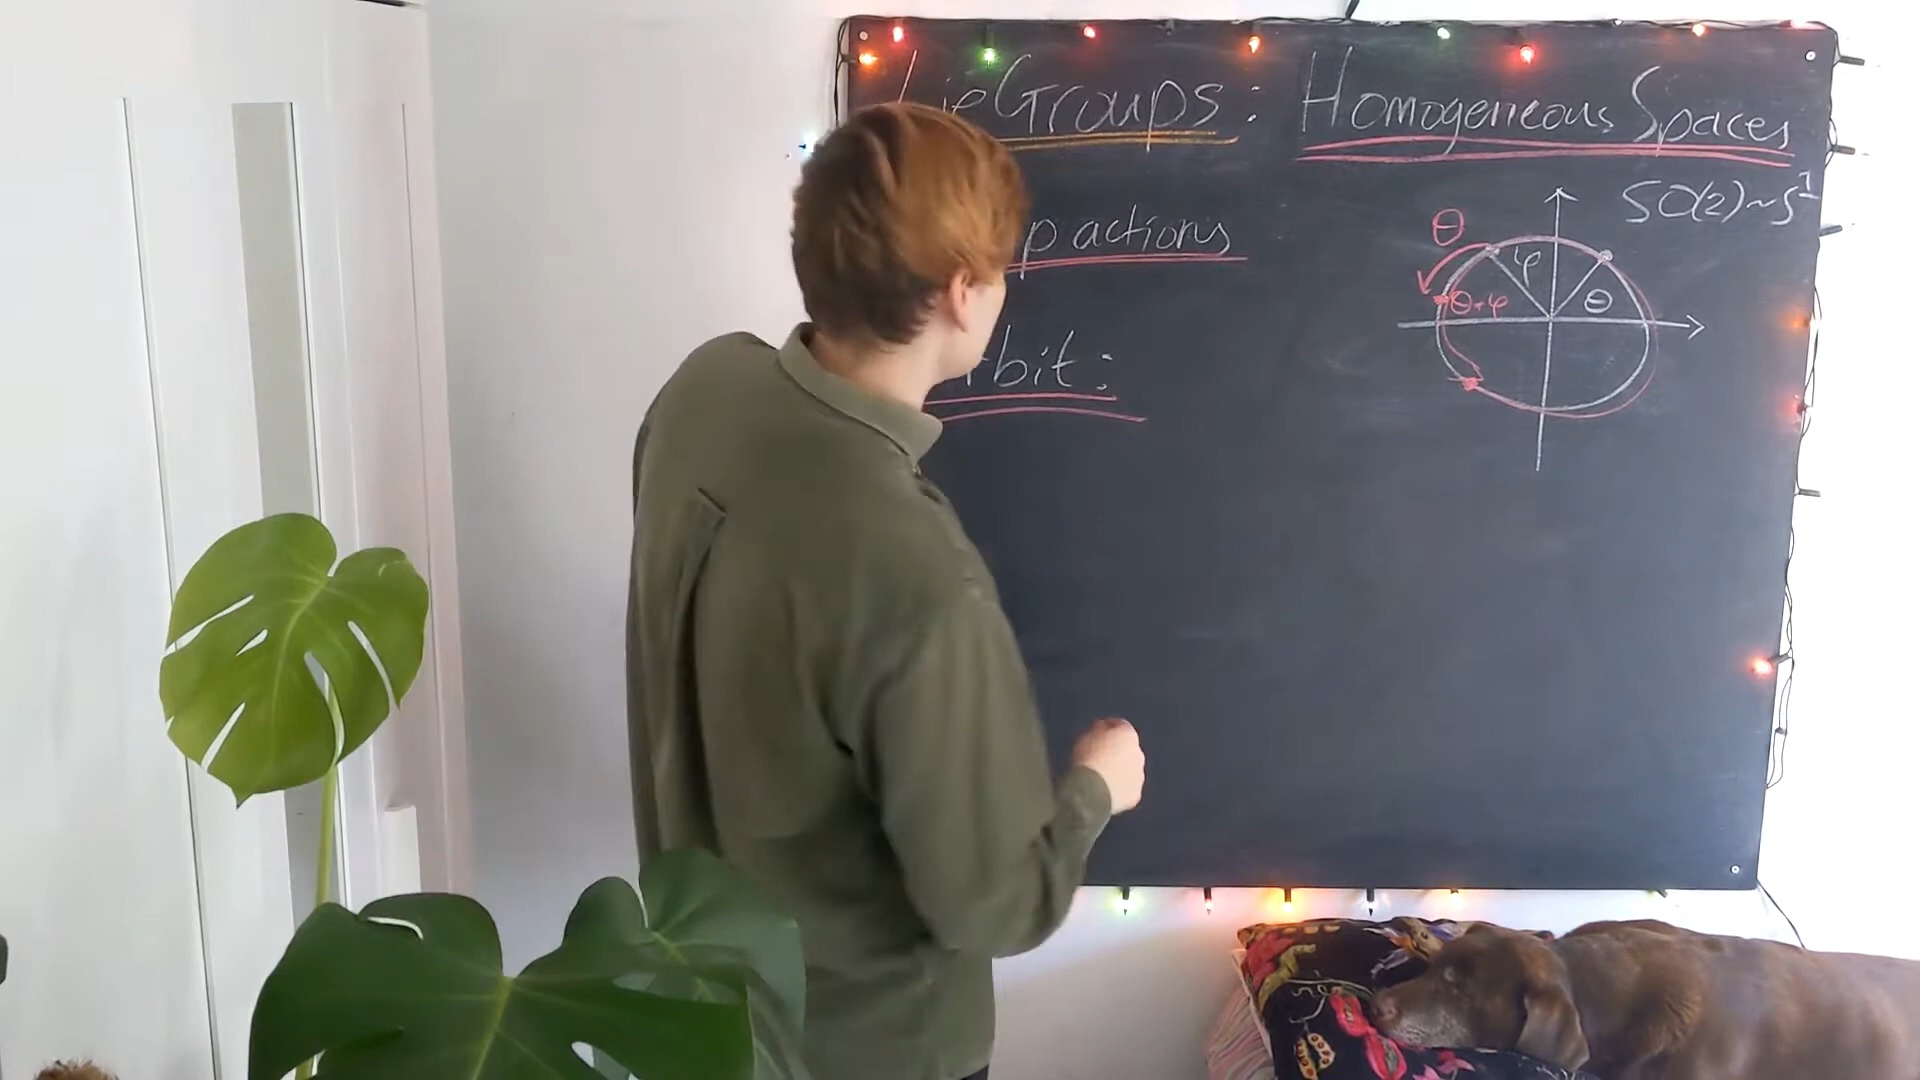 Lie Groups: Homogeneous Spaces
SO(2)~S¹
p actions
θ
φ
θ+φ
θ
rbit: